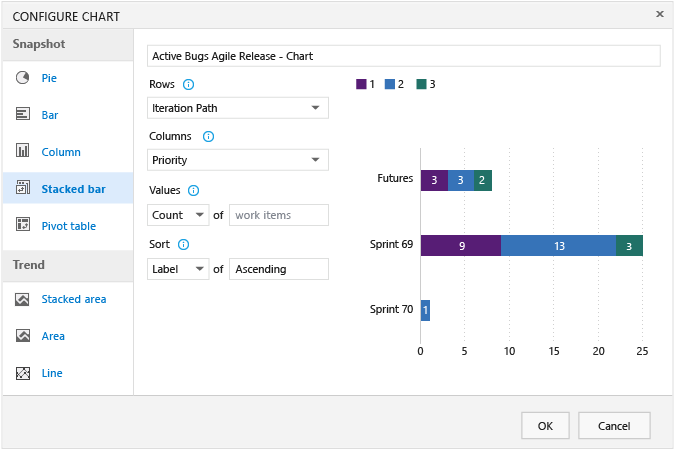 CONFIGURE CHART ×
Snapshot
Pie
Bar
Column
Stacked bar
Pivot table
Trend
Stacked area
Area
Line
Active Bugs Agile Release - Chart
Rows
Iteration Path
Columns
Priority
Values
Count of work items
Sort
Label of Ascending
1 2 3
Futures 3 3 2
Sprint 69 9 13 3
Sprint 70 1
0 5 10 15 20 25
OK Cancel